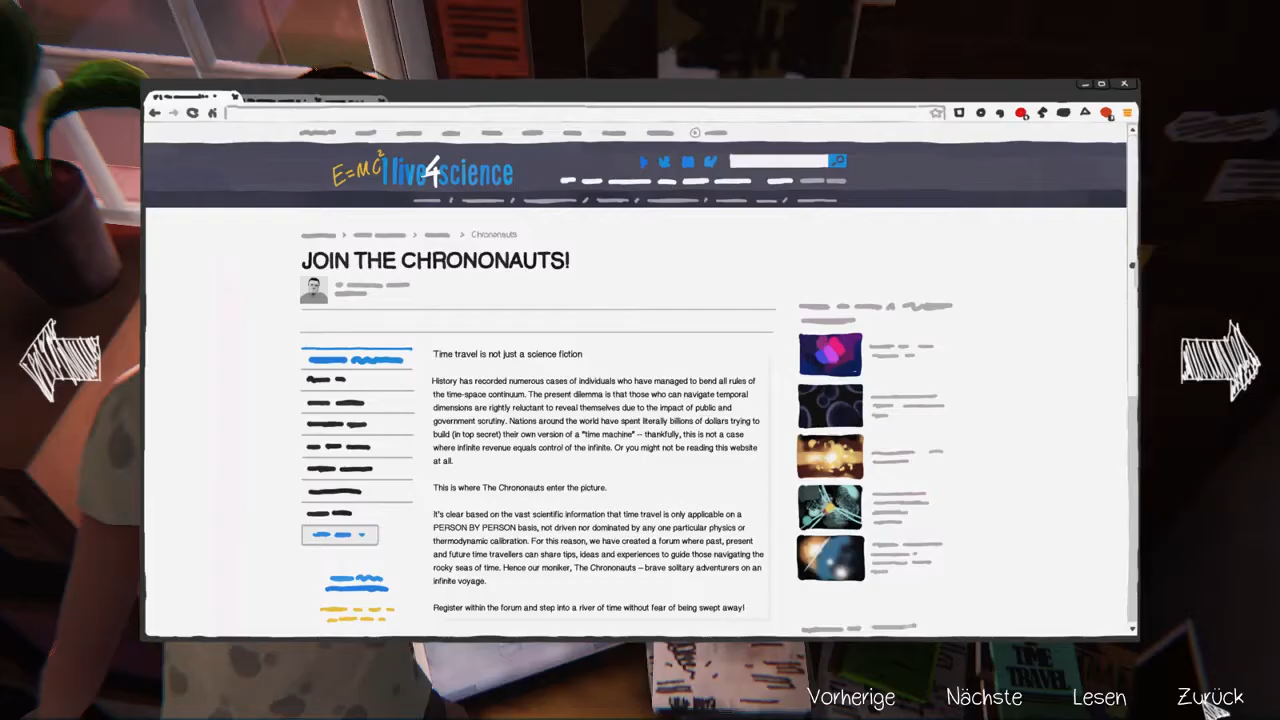 E=MC²
I live4science
Chrononauts
JOIN THE CHRONONAUTS!
Time travel is not just a science fiction
History has recorded numerous cases of individuals who have managed to bend all rules of
the time-space continuum. The present dilemma is that those who can navigate temporal
dimensions are rightly reluctant to reveal themselves due to the impact of public and
government scrutiny. Nations around the world have spent literally billions of dollars trying to
build (in top secret) their own version of a "time machine" -- thankfully, this is not a case
where infinite revenue equals control of the infinite. Or you might not be reading this website
at all.
This is where The Chrononauts enter the picture.
It's clear based on the vast scientific information that time travel is only applicable on a
PERSON BY PERSON basis, not driven nor dominated by any one particular physics or
thermodynamic calibration. For this reason, we have created a forum where past, present
and future time travellers can share tips, ideas and experiences to guide those navigating the
rocky seas of time. Hence our moniker, The Chrononauts – brave solitary adventurers on an
infinite voyage.
Register within the forum and step into a river of time without fear of being swept away!
TIME
TRAVEL
Vorherige
Nächste
Lesen
Zurück